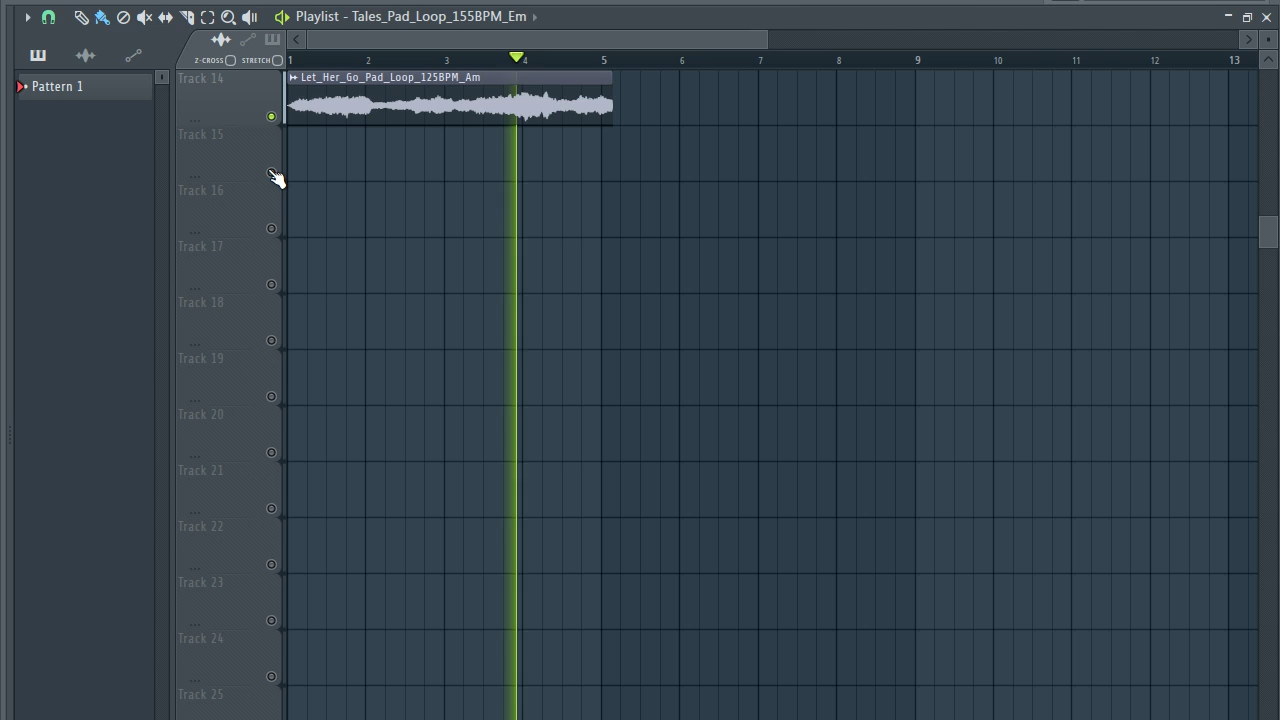 Playlist - Tales_Pad_Loop_155BPM_Em
Z-CROSS STRETCH 1 2 3 4 5 6 7 8 9 10 11 12 13
Pattern 1
Track 14
Let_Her_Go_Pad_Loop_125BPM_Am
...
Track 15
...
Track 16
...
Track 17
...
Track 18
...
Track 19
...
Track 20
...
Track 21
...
Track 22
...
Track 23
...
Track 24
...
Track 25